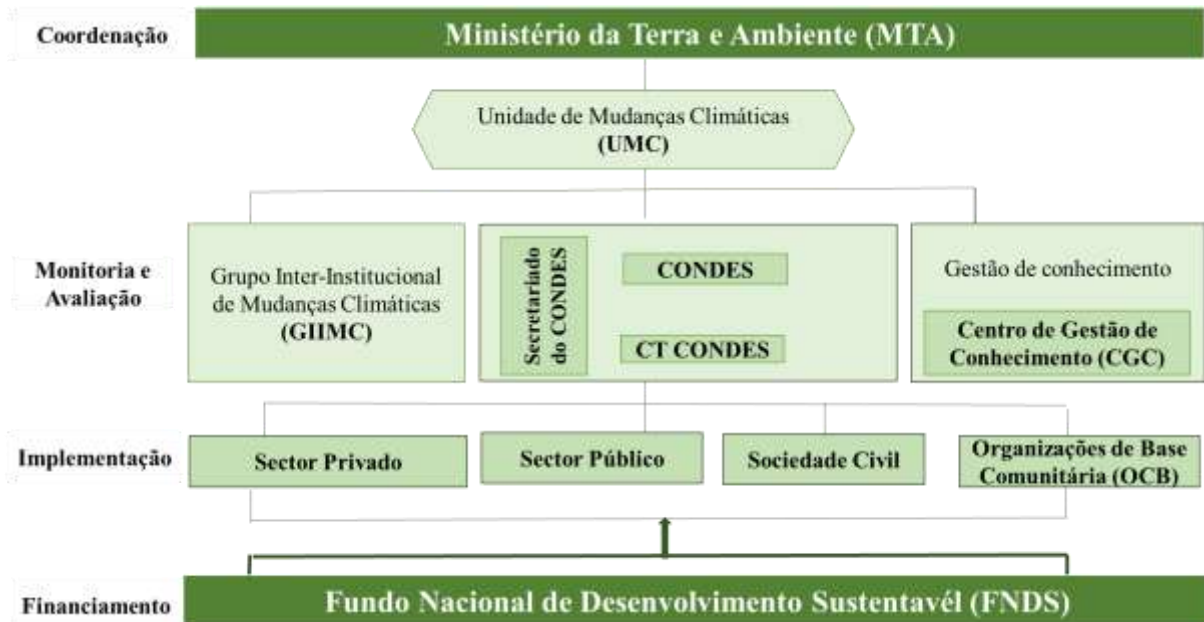 Coordenação
Ministério da Terra e Ambiente (MTA)
Unidade de Mudanças Climáticas
(UMC)
Monitoria e
Avaliação
Grupo Inter-Institucional
de Mudanças Climáticas
(GIIMC)
Secretariado
do CONDES
CONDES
CT CONDES
Gestão de conhecimento
Centro de Gestão de
Conhecimento (CGC)
Implementação
Sector Privado
Sector Público
Sociedade Civil
Organizações de Base
Comunitária (OCB)
Financiamento
Fundo Nacional de Desenvolvimento Sustentavél (FNDS)